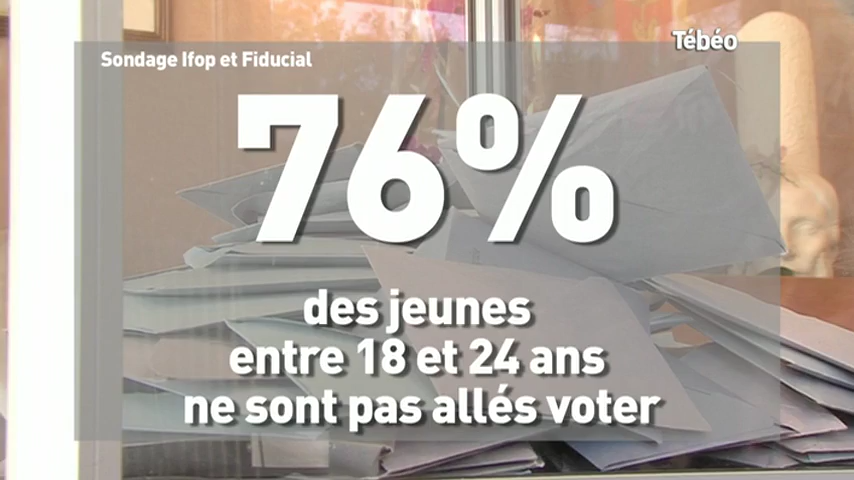 Tébéo
Sondage Ifop et Fiducial
76%
des jeunes
entre 18 et 24 ans
ne sont pas allés voter